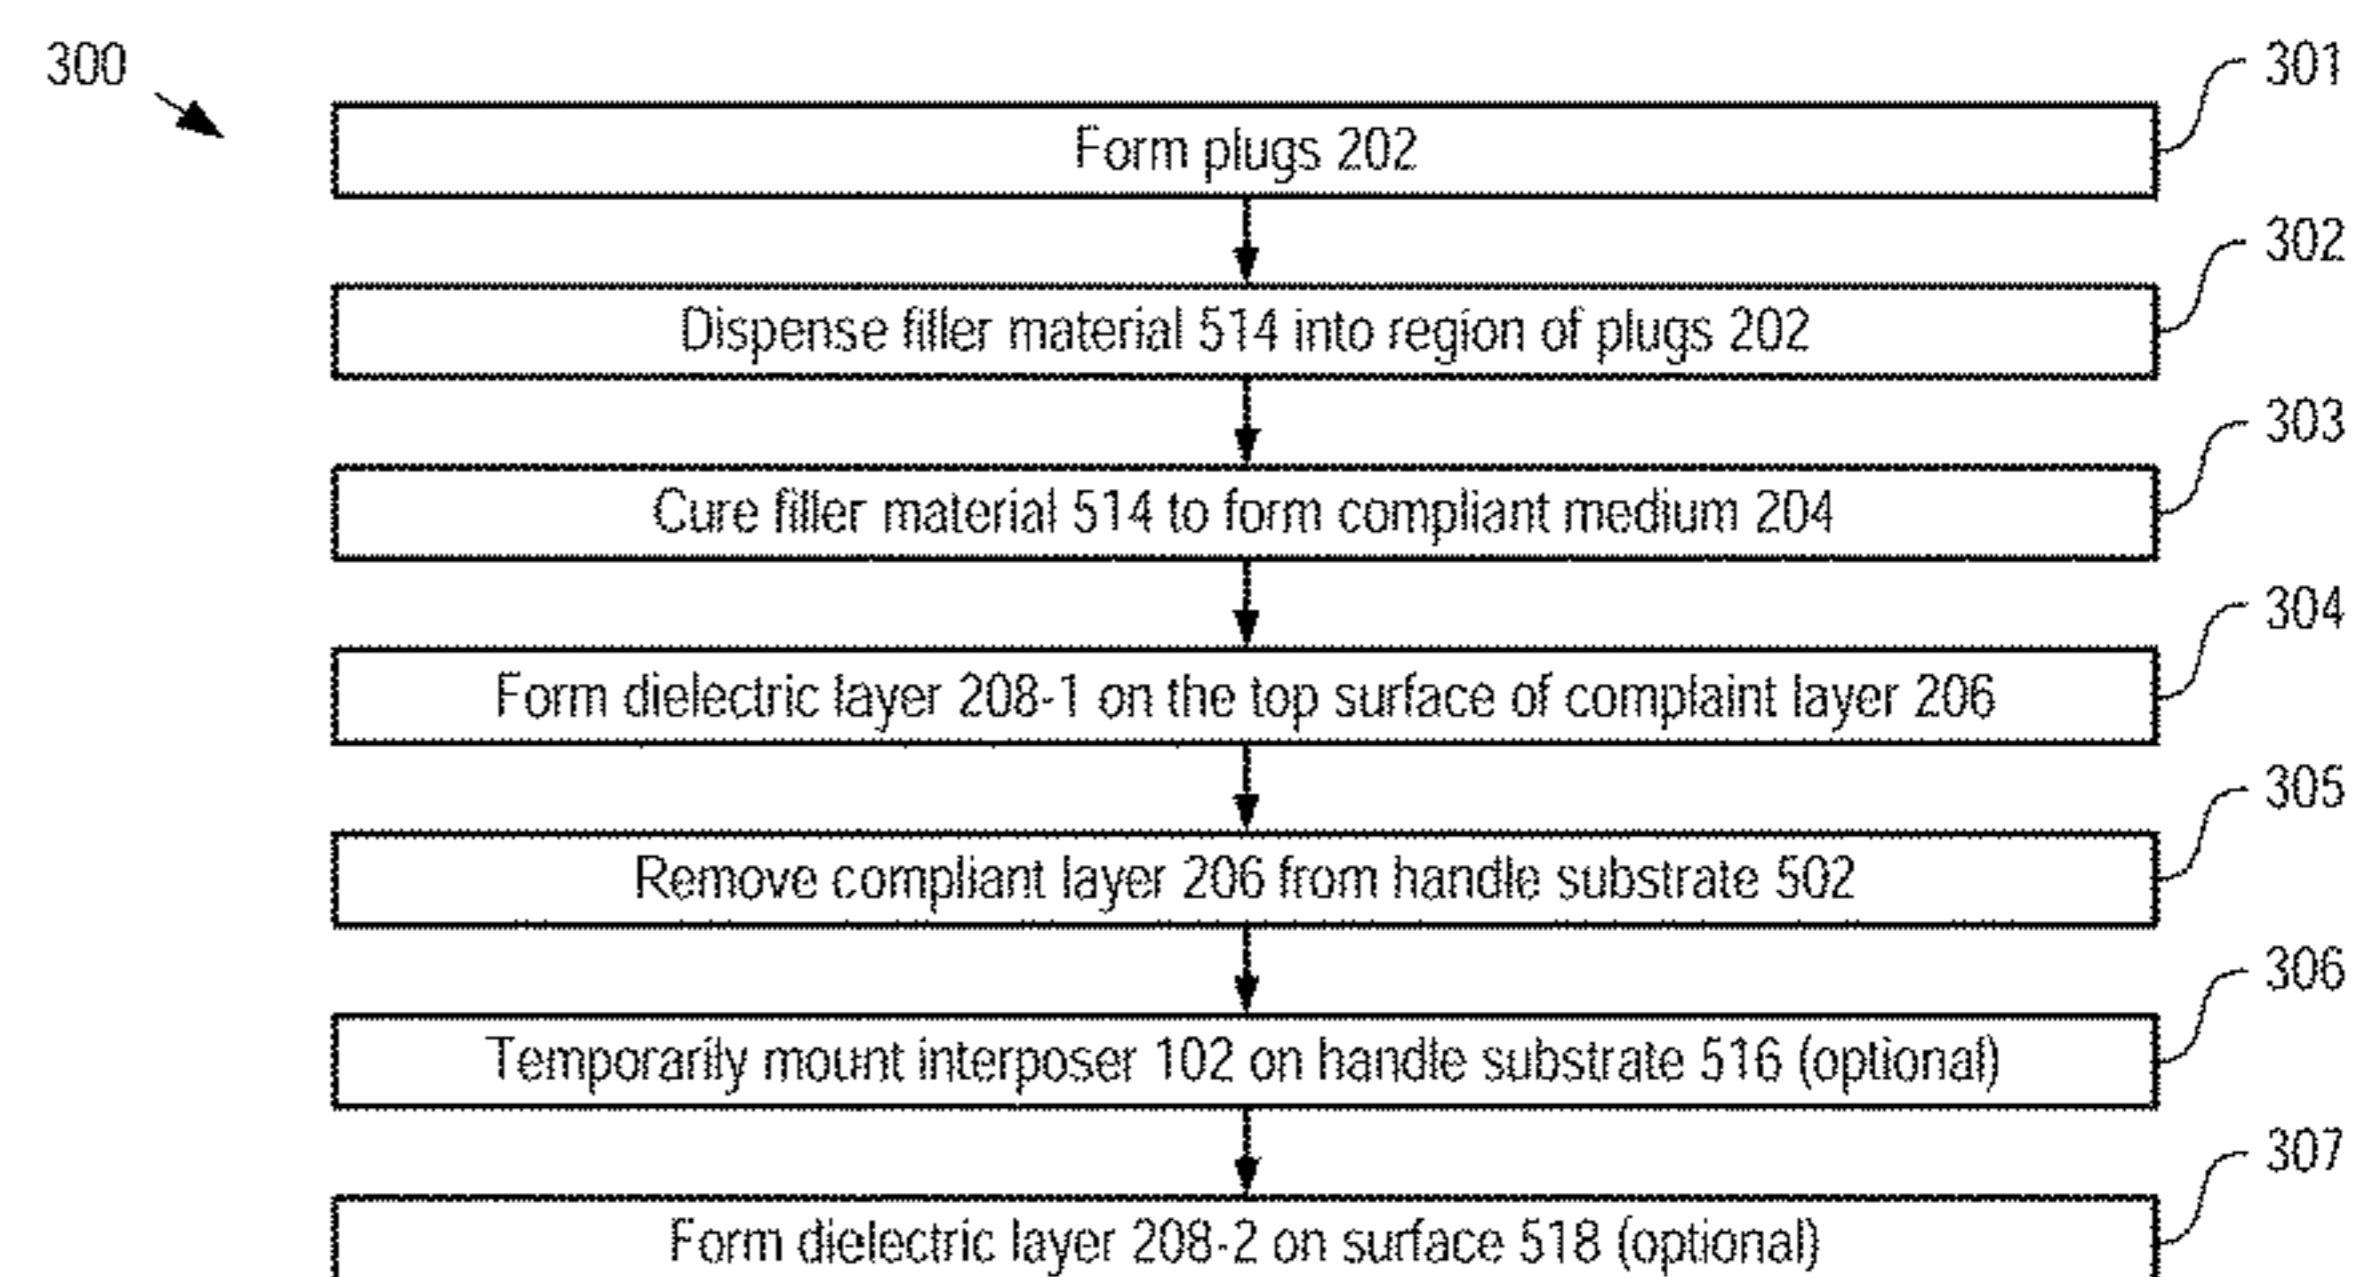 300
301
Form plugs 202
302
Dispense filler material 514 into region of plugs 202
303
Cure filler material 514 to form compliant medium 204
304
Form dielectric layer 208-1 on the top surface of complaint layer 206
305
Remove compliant layer 206 from handle substrate 502
306
Temporarily mount interposer 102 on handle substrate 516 (optional)
307
Form dielectric layer 208-2 on surface 518 (optional)